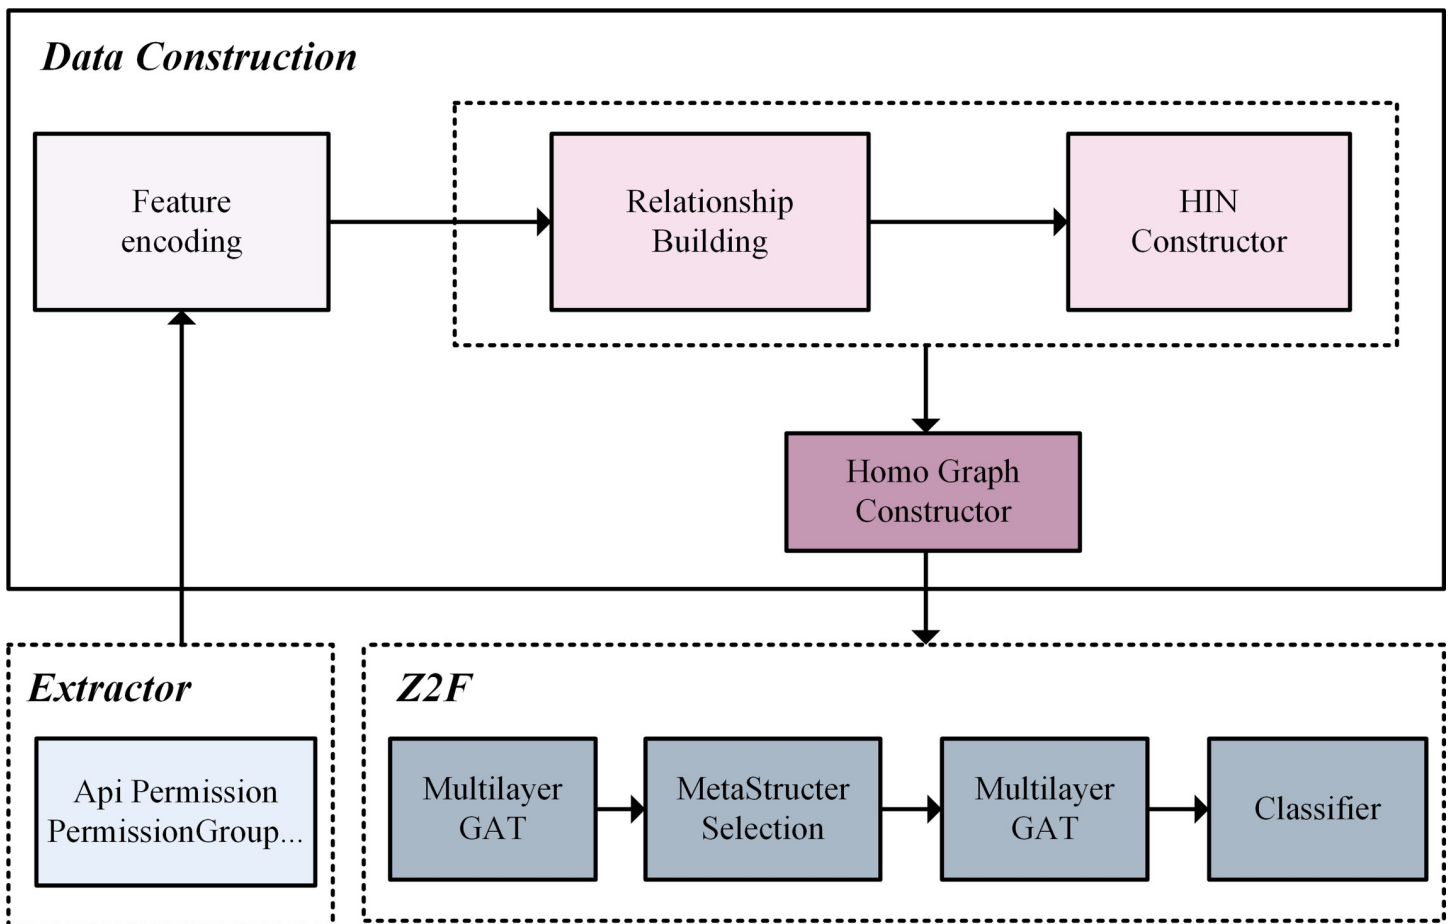 Data Construction
Feature
encoding
Relationship
Building
HIN
Constructor
Homo Graph
Constructor
Extractor
Api Permission
PermissionGroup...
Z2F
Multilayer
GAT
MetaStructer
Selection
Multilayer
GAT
Classifier